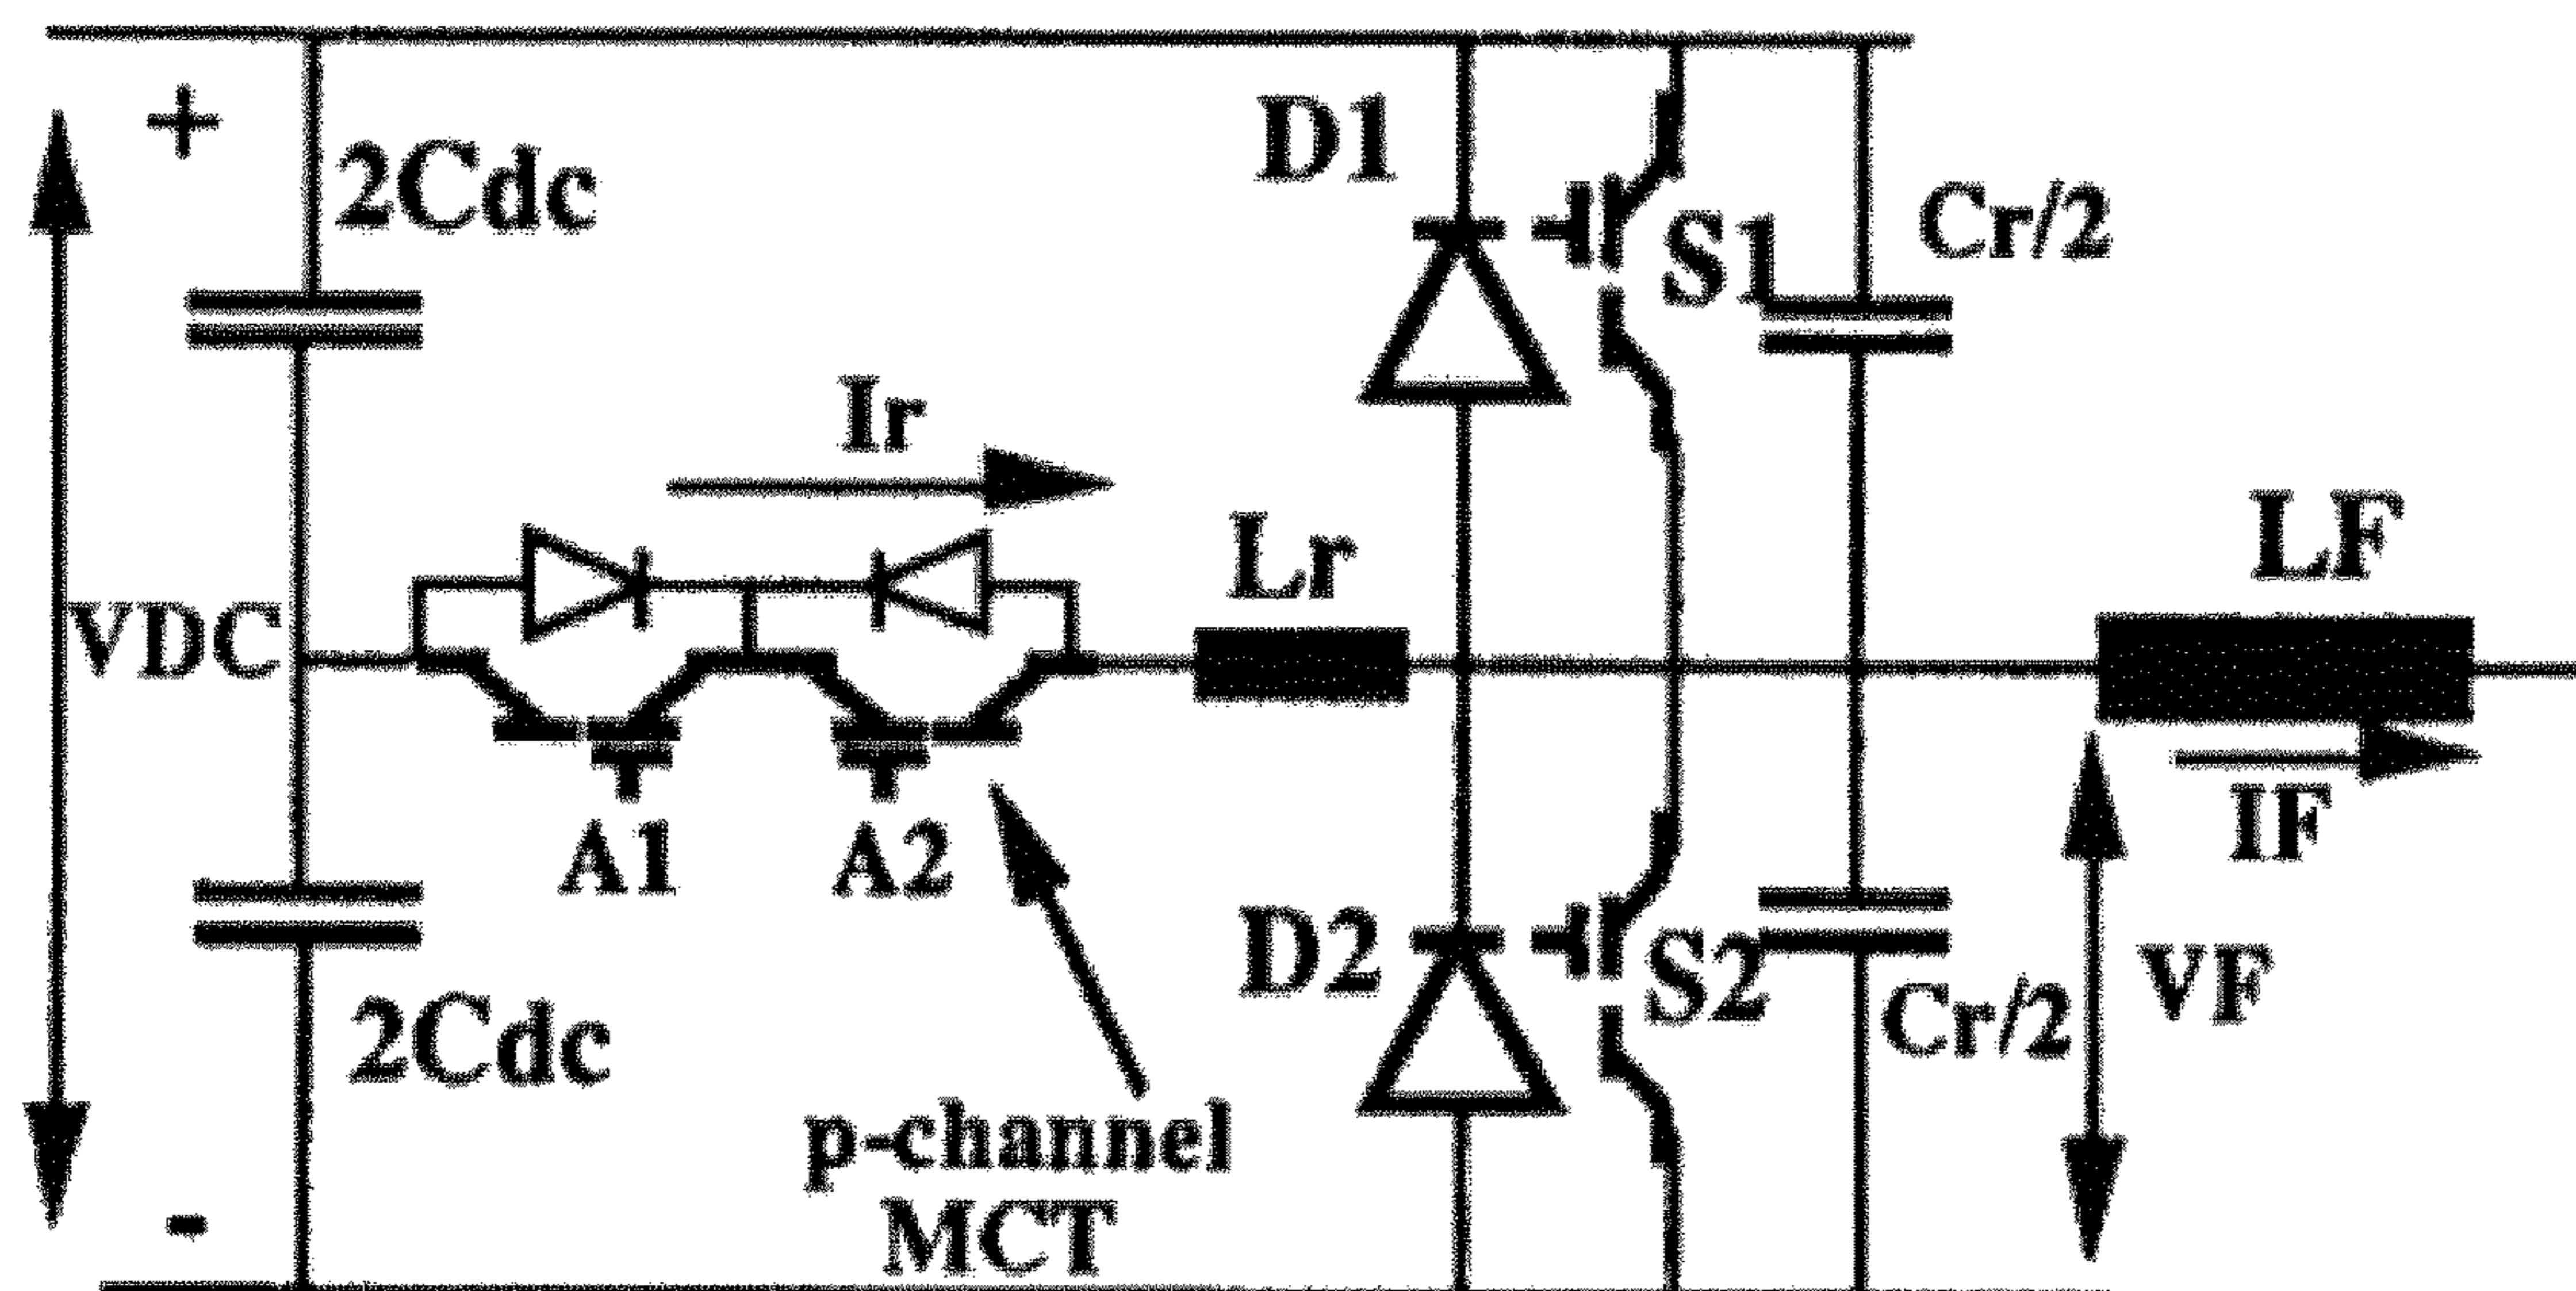 +
2Cdc
D1
S1
Cr/2
Ir
Lr
LF
VDC
IF
A1
A2
D2
S2
Cr/2
VF
2Cdc
p-channel
MCT
-